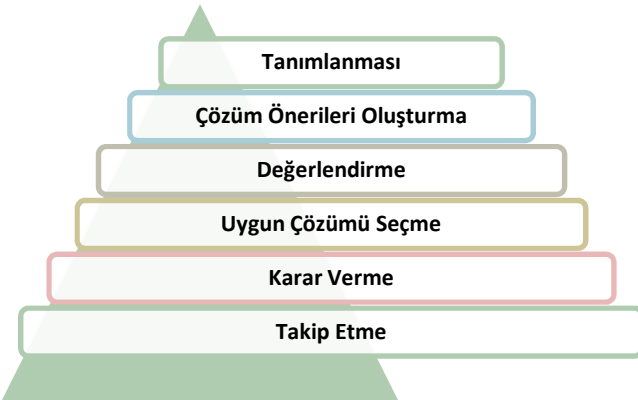 Tanımlanması
Çözüm Önerileri Oluşturma
Değerlendirme
Uygun Çözümü Seçme
Karar Verme
Takip Etme